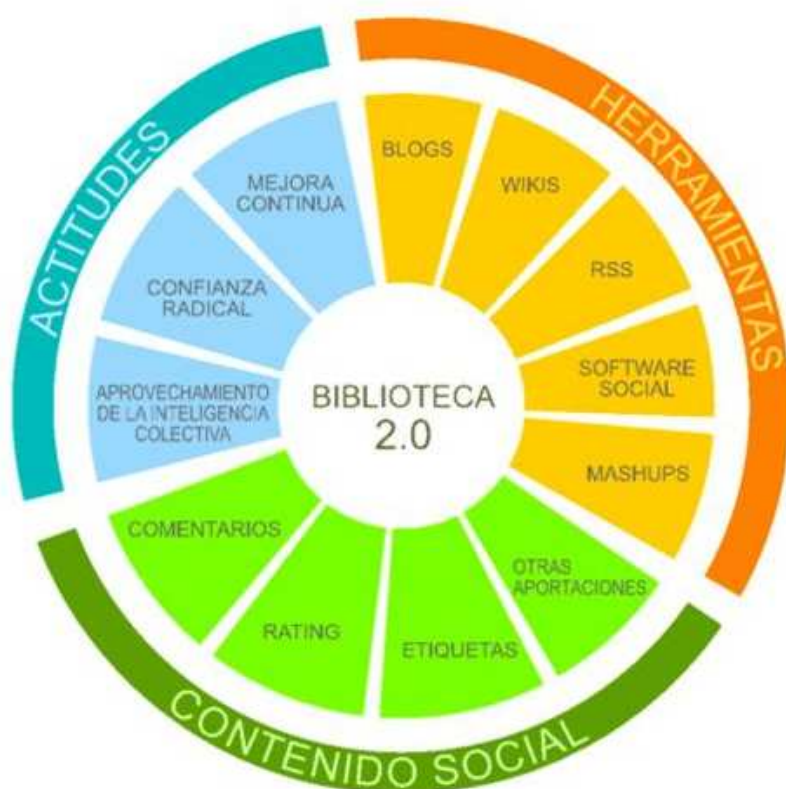 ACTITUDES
MEJORA
CONTINUA
CONFIANZA
RADICAL
APROVECHAMIENTO
DE LA INTELIGENCIA
COLECTIVA
HERRAMIENTAS
BLOGS
WIKIS
RSS
SOFTWARE
SOCIAL
MASHUPS
BIBLIOTECA
2.0
COMENTARIOS
RATING
ETIQUETAS
OTRAS
APORTACIONES
CONTENIDO SOCIAL